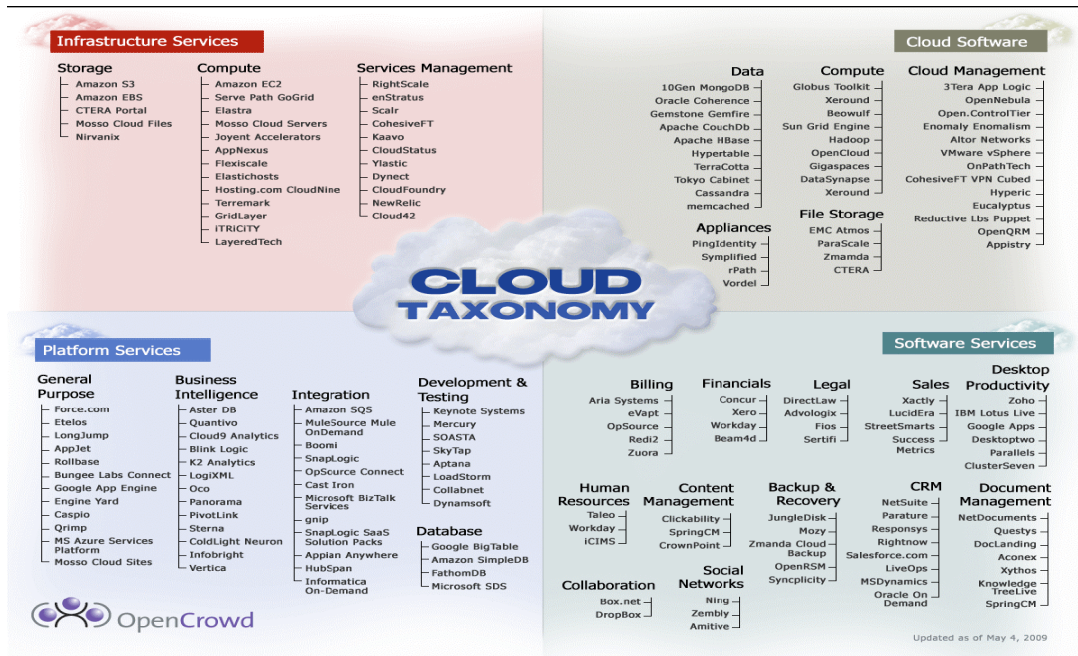 Infrastructure Services
Storage
Amazon S3
Amazon EBS
CTERA Portal
Mosso Cloud Files
Nirvanix
Compute
Amazon EC2
Serve Path GoGrid
Elastra
Mosso Cloud Servers
Joyent Accelerators
AppNexus
Flexiscale
Elastichosts
Hosting.com CloudNine
Terremark
GridLayer
iTRiCiTY
LayeredTech
Services Management
RightScale
enStratus
Scalr
CohesiveFT
Kaavo
CloudStatus
Ylastic
Dynect
CloudFoundry
NewRelic
Cloud42
Cloud Software
Data
10Gen MongoDB
Oracle Coherence
Gemstone Gemfire
Apache CouchDb
Apache HBase
Hypertable
TerraCotta
Tokyo Cabinet
Cassandra
memcached
Appliances
PingIdentity
Symplified
rPath
Vordel
Compute
Globus Toolkit
Xeround
Beowulf
Sun Grid Engine
Hadoop
OpenCloud
Gigaspaces
DataSynapse
Xeround
File Storage
EMC Atmos
ParaScale
Zmamda
CTERA
Cloud Management
3Tera App Logic
OpenNebula
Open.ControlTier
Enomaly Enomalism
Altor Networks
VMware vSphere
OnPathTech
CohesiveFT VPN Cubed
Hyperic
Eucalyptus
Reductive Lbs Puppet
OpenQRM
Appistry
CLOUD
TAXONOMY
Platform Services
General
Purpose
Force.com
Etelos
LongJump
AppJet
Rollbase
Bungee Labs Connect
Google App Engine
Engine Yard
Caspio
Qrimp
MS Azure Services
Platform
Mosso Cloud Sites
Business
Intelligence
Aster DB
Quantivo
Cloud9 Analytics
Blink Logic
K2 Analytics
LogiXML
Oco
Panorama
PivotLink
Sterna
ColdLight Neuron
Infobright
Vertica
Integration
Amazon SQS
MuleSource Mule
OnDemand
Boomi
SnapLogic
OpSource Connect
Cast Iron
Microsoft BizTalk
Services
gnip
SnapLogic SaaS
Solution Packs
Appian Anywhere
HubSpan
Informatica
On-Demand
Development &
Testing
Keynote Systems
Mercury
SOASTA
SkyTap
Aptana
LoadStorm
Collabnet
Dynamsoft
Database
Google BigTable
Amazon SimpleDB
FathomDB
Microsoft SDS
OpenCrowd
Software Services
Billing
Aria Systems
eVapt
OpSource
Redi2
Zuora
Financials
Concur
Xero
Workday
Beam4d
Legal
DirectLaw
Advologix
Fios
Sertifi
Sales
Xactly
LucidEra
StreetSmarts
Success
Metrics
Desktop
Productivity
Zoho
IBM Lotus Live
Google Apps
Desktoptwo
Parallels
ClusterSeven
Human
Resources
Taleo
Workday
iCIMS
Content
Management
Clickability
SpringCM
CrownPoint
Backup &
Recovery
JungleDisk
Mozy
Zmanda Cloud
Backup
OpenRSM
Syncplicity
CRM
NetSuite
Parature
Responsys
Rightnow
Salesforce.com
LiveOps
MSDynamics
Oracle On
Demand
Document
Management
NetDocuments
Questys
DocLanding
Aconex
Xythos
Knowledge
TreeLive
SpringCM
Collaboration
Box.net
DropBox
Social
Networks
Ning
Zembly
Amitive
Updated as of May 4, 2009